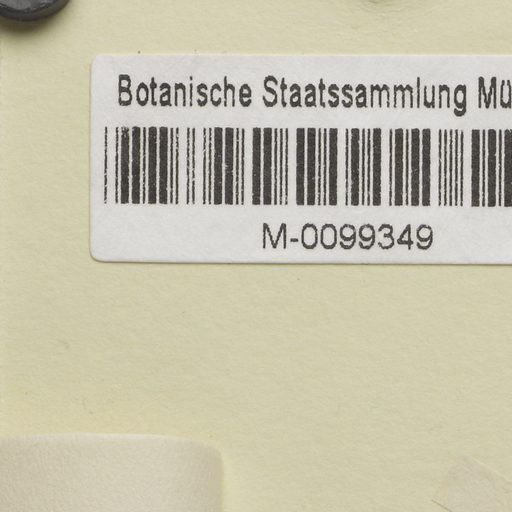 Botanische Staatssammlung Mü
M-0099349